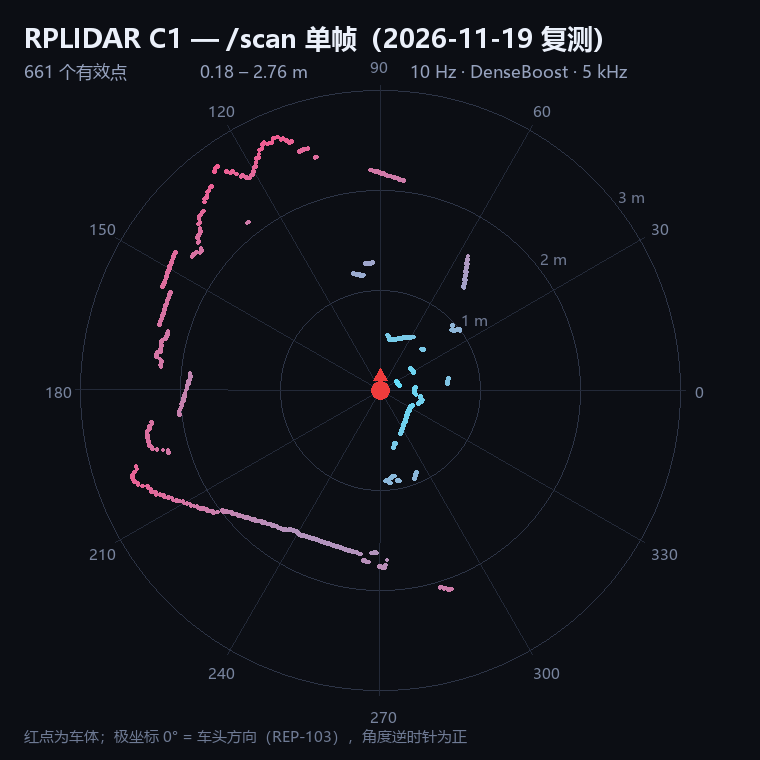 RPLIDAR C1 — /scan 单帧（2026-11-19 复测）
661 个有效点 0.18 – 2.76 m 10 Hz · DenseBoost · 5 kHz
90
120 60
3 m
150 30
2 m
1 m
180 0
210 330
240 300
270
红点为车体；极坐标 0° = 车头方向（REP-103），角度逆时针为正